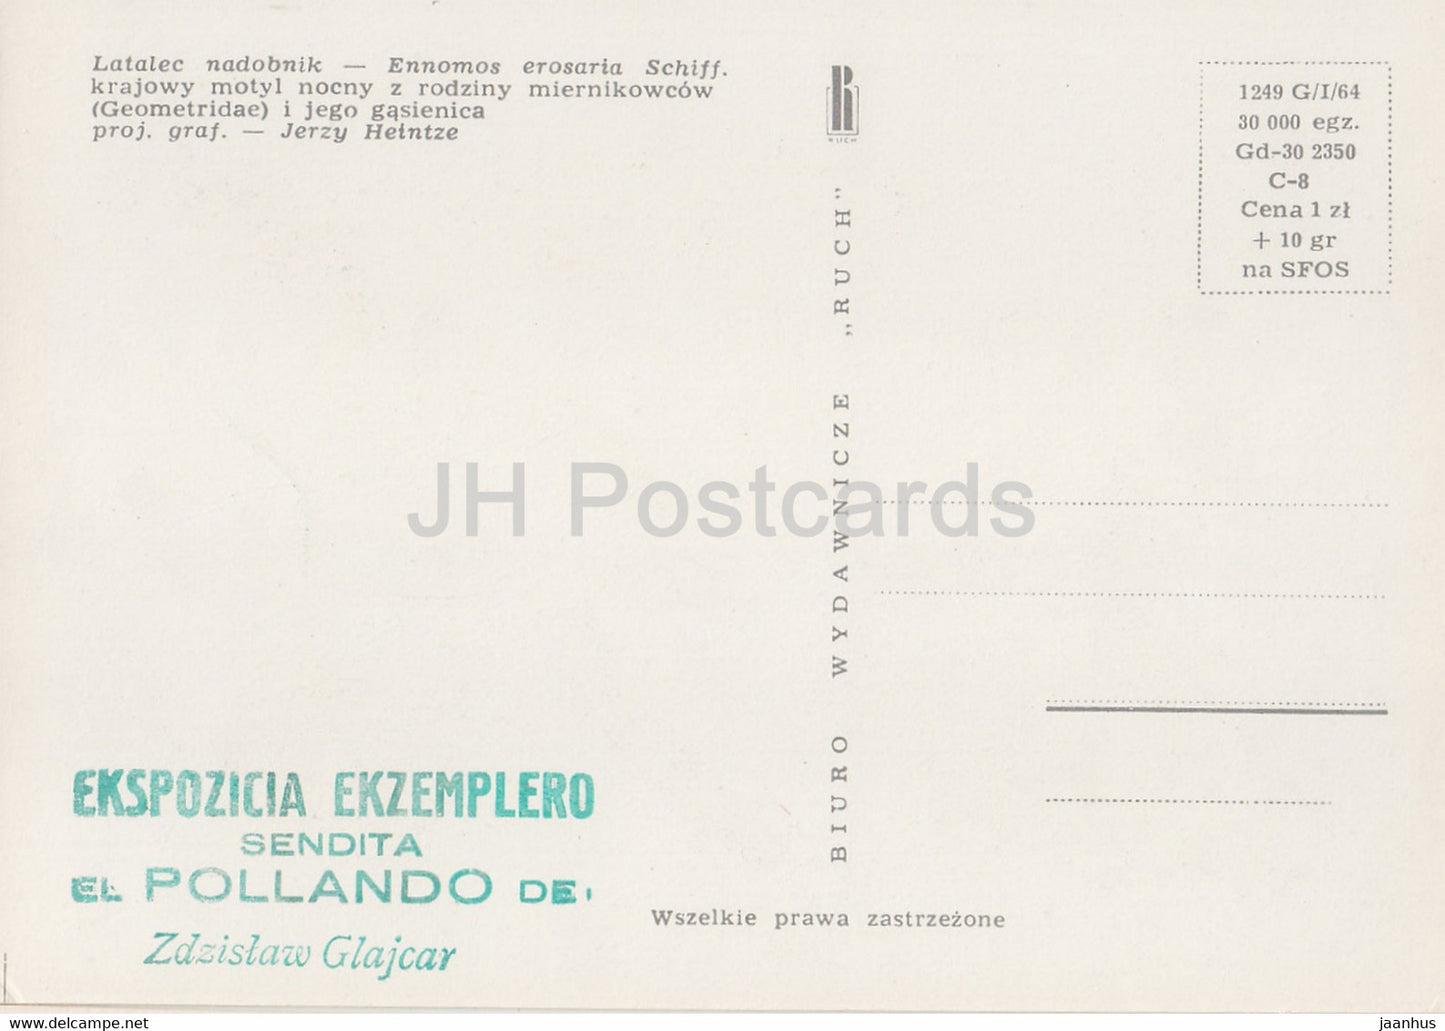 Latalec nadobnik — Ennomos erosaria Schiff.
krajowy motyl nocny z rodziny miernikowców
(Geometridae) i jego gąsienica
proj. graf. — Jerzy Heintze
RUCH
1249 G/I/64
30 000 egz.
Gd-30 2350
C-8
Cena 1 zł
+ 10 gr
na SFOS
BIURO WYDAWNICZE „RUCH"
JH Postcards
EKSPOZICIA EKZEMPLERO
SENDITA
EL POLLANDO DE:
Zdzisław Glajcar
Wszelkie prawa zastrzeżone
www.delcampe.net
jaanhus